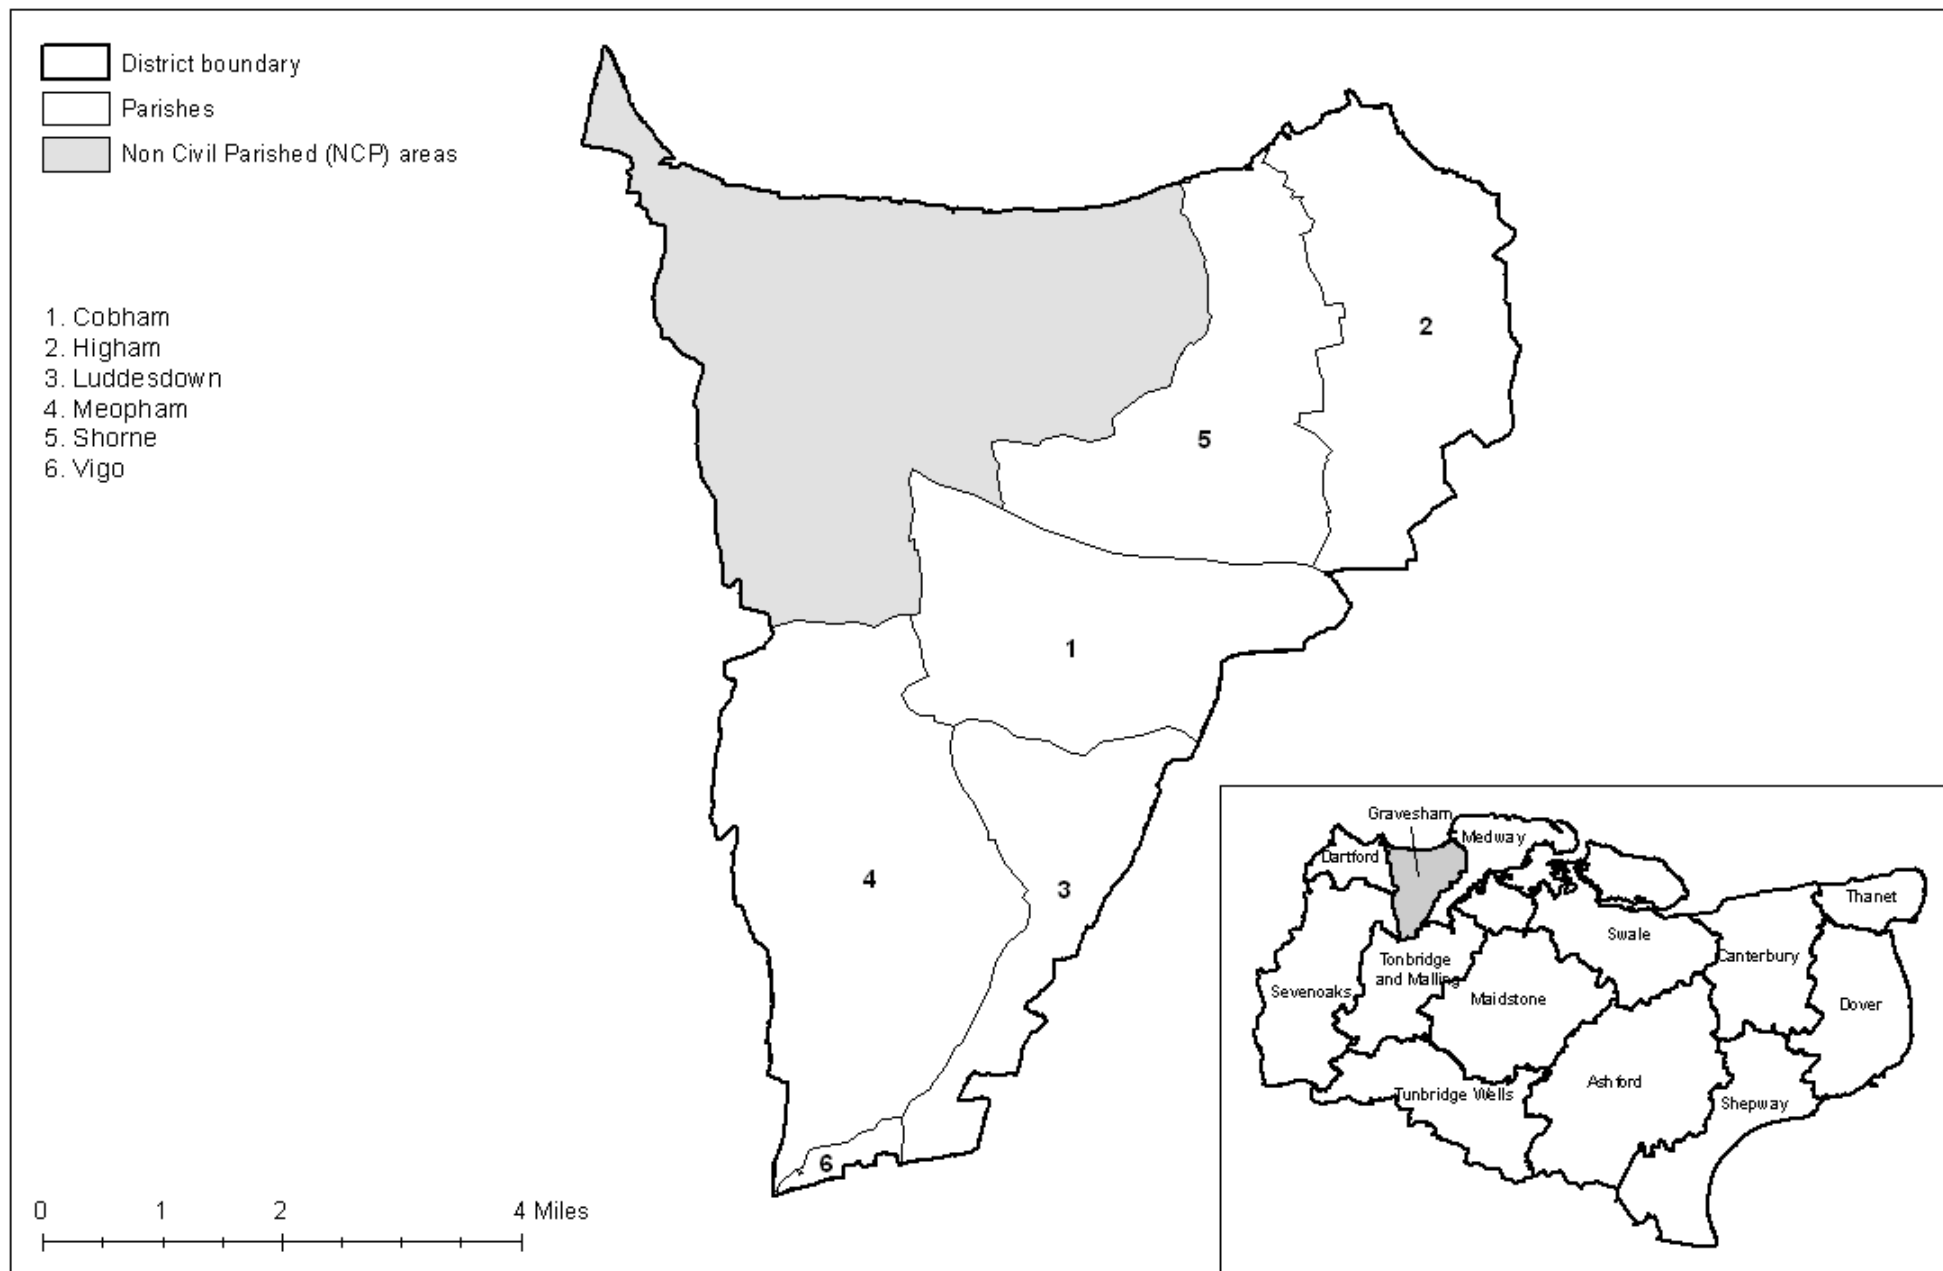 District boundary
Parishes
Non Civil Parished (NCP) areas
1. Cobham
2. Higham
3. Luddesdown
4. Meopham
5. Shorne
6. Vigo
2
5
1
4
3
6
0 1 2 4 Miles
Gravesham
Medway
Dartford
Thanet
Swale
Canterbury
Tonbridge
and Malling
Sevenoaks
Maidstone
Dover
Ashford
Tunbridge Wells
Shepway